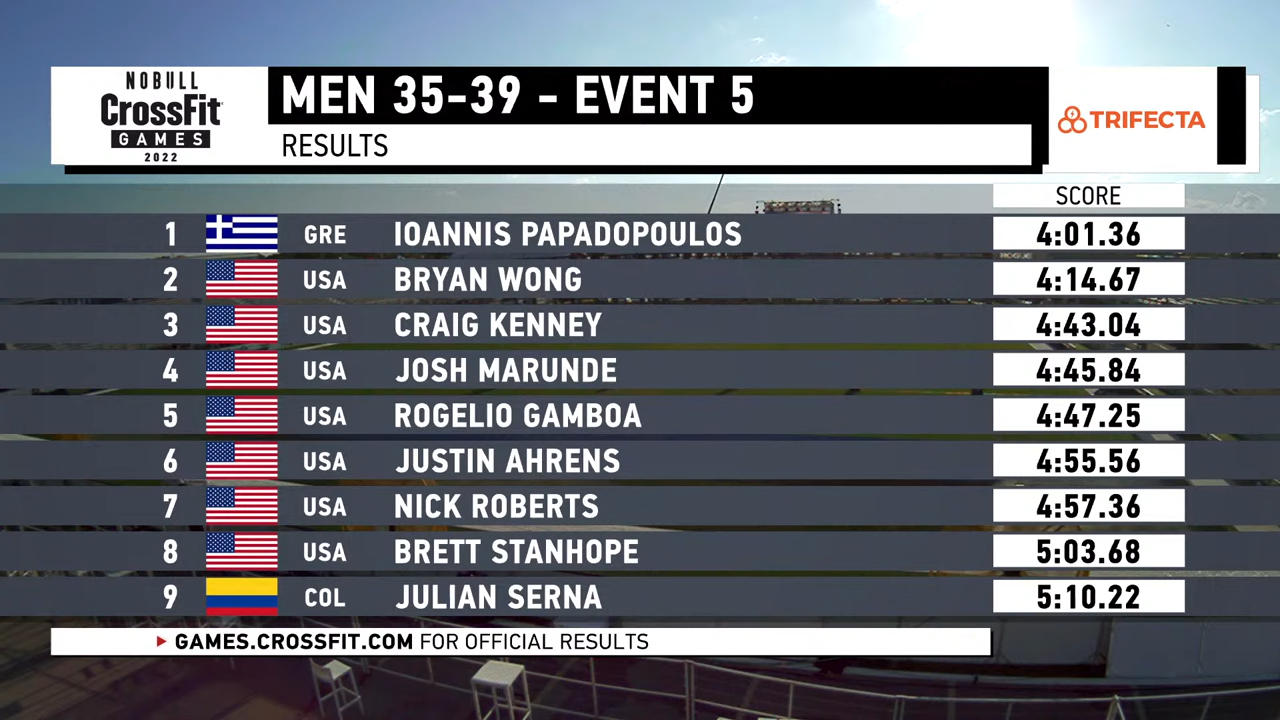 NOBULL
CrossFit
GAMES
2022
MEN 35-39 - EVENT 5
RESULTS
TRIFECTA
SCORE
1 GRE IOANNIS PAPADOPOULOS 4:01.36
2 USA BRYAN WONG 4:14.67
3 USA CRAIG KENNEY 4:43.04
4 USA JOSH MARUNDE 4:45.84
5 USA ROGELIO GAMBOA 4:47.25
6 USA JUSTIN AHRENS 4:55.56
7 USA NICK ROBERTS 4:57.36
8 USA BRETT STANHOPE 5:03.68
9 COL JULIAN SERNA 5:10.22
GAMES.CROSSFIT.COM FOR OFFICIAL RESULTS